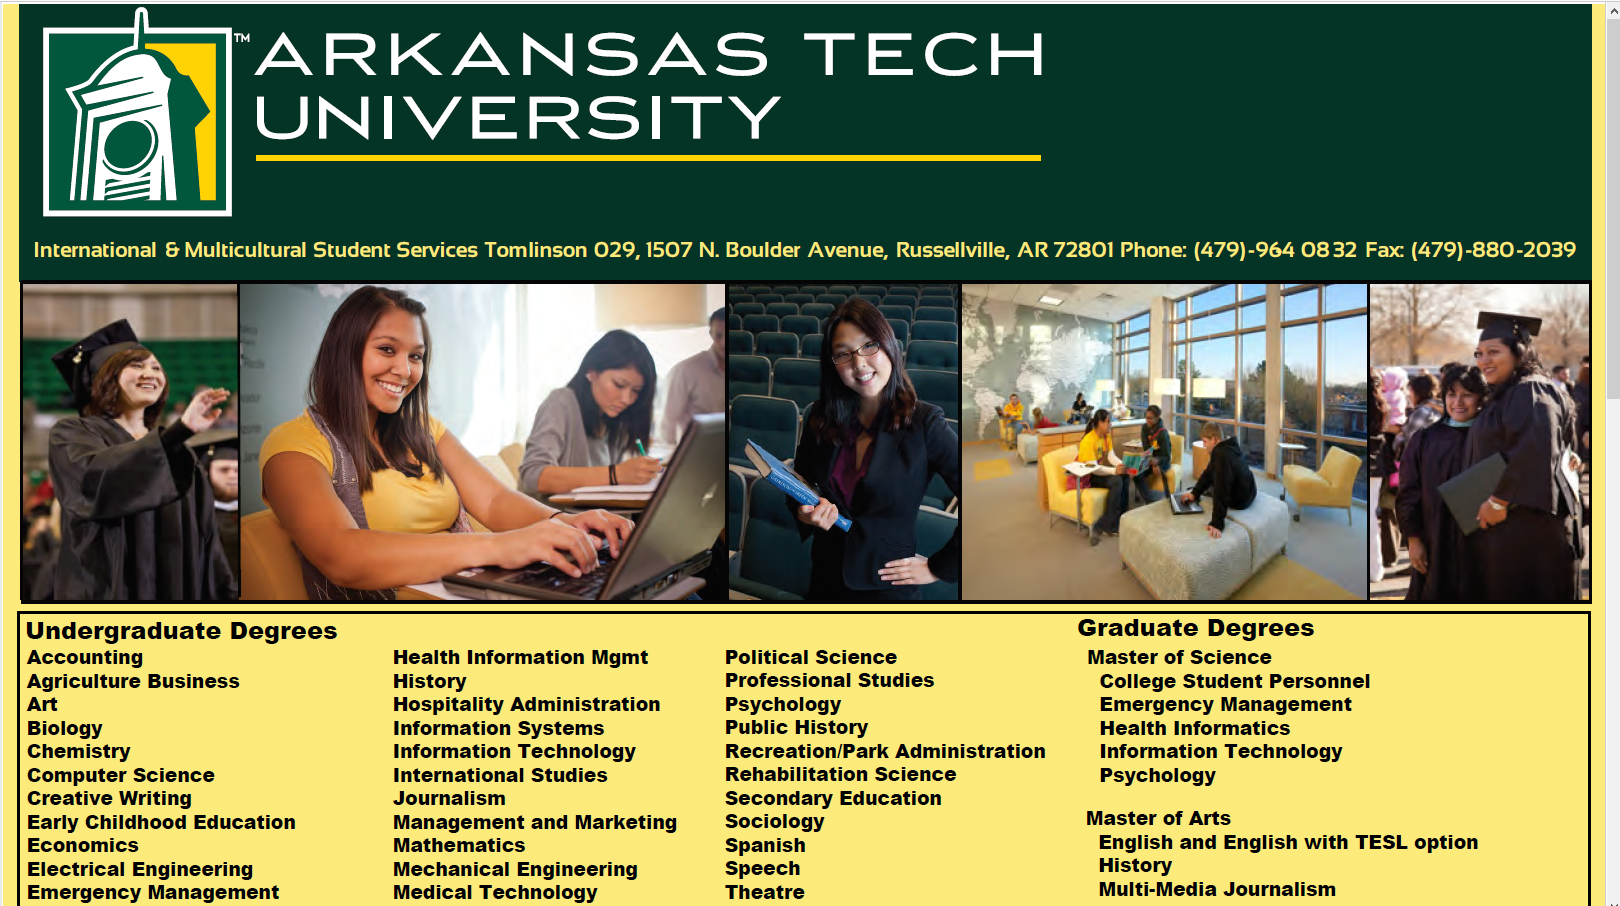 ™
ARKANSAS TECH
UNIVERSITY
International & Multicultural Student Services Tomlinson 029, 1507 N. Boulder Avenue, Russellville, AR 72801 Phone: (479)-964 0832 Fax: (479)-880-2039
Undergraduate Degrees
Accounting
Agriculture Business
Art
Biology
Chemistry
Computer Science
Creative Writing
Early Childhood Education
Economics
Electrical Engineering
Emergency Management
Health Information Mgmt
History
Hospitality Administration
Information Systems
Information Technology
International Studies
Journalism
Management and Marketing
Mathematics
Mechanical Engineering
Medical Technology
Political Science
Professional Studies
Psychology
Public History
Recreation/Park Administration
Rehabilitation Science
Secondary Education
Sociology
Spanish
Speech
Theatre
Graduate Degrees
Master of Science
College Student Personnel
Emergency Management
Health Informatics
Information Technology
Psychology
Master of Arts
English and English with TESL option
History
Multi-Media Journalism